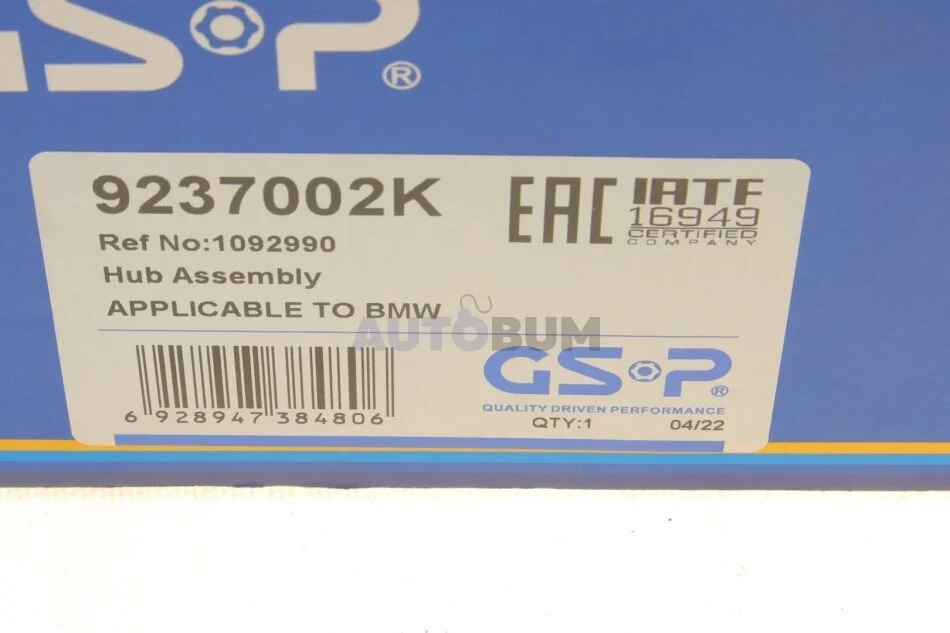 GSP®
9237002K
EAC
IATF
16949
CERTIFIED
COMPANY
Ref No:1092990
Hub Assembly
APPLICABLE TO BMW
AUTOBUM
GSP®
QUALITY DRIVEN PERFORMANCE
6 928947 384806
QTY:1 04/22